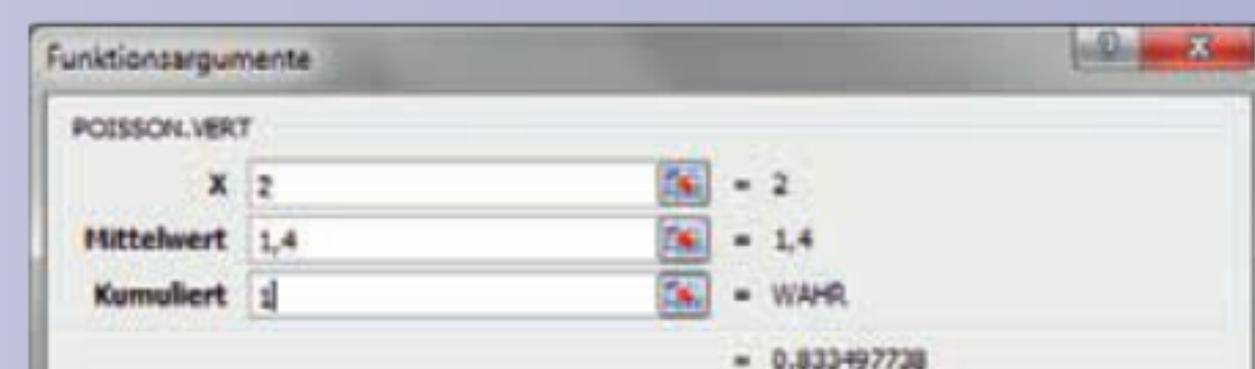 Funktionsargumente
POISSON.VERT
X 2 = 2
Mittelwert 1,4 = 1,4
Kumuliert 1 = WAHR
= 0,833497738